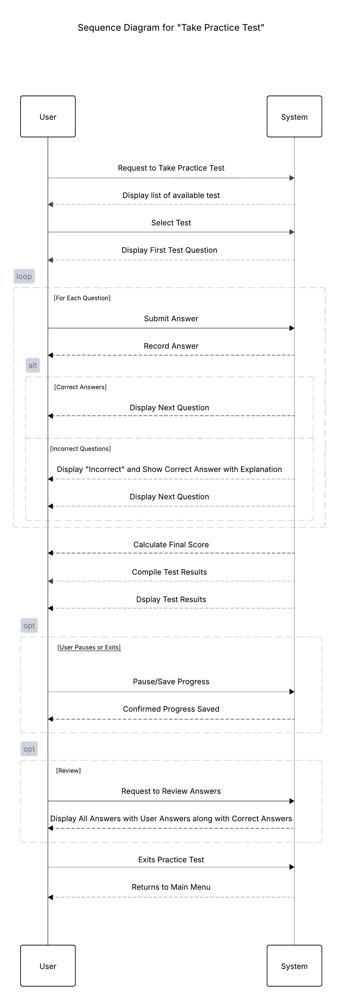 Sequence Diagram for "Take Practice Test"
User
System
Request to Take Practice Test
Display list of available test
Select Test
Display First Test Question
loop
[For Each Question]
Submit Answer
Record Answer
alt
[Correct Answers]
Display Next Question
[Incorrect Questions]
Display "Incorrect" and Show Correct Answer with Explanation
Display Next Question
Calculate Final Score
Compile Test Results
Dsplay Test Results
opt
[User Pauses or Exits]
Pause/Save Progress
Confirmed Progress Saved
opt
[Review]
Request to Review Answers
Display All Answers with User Answers along with Correct Answers
Exits Practice Test
Returns to Main Menu
User
System